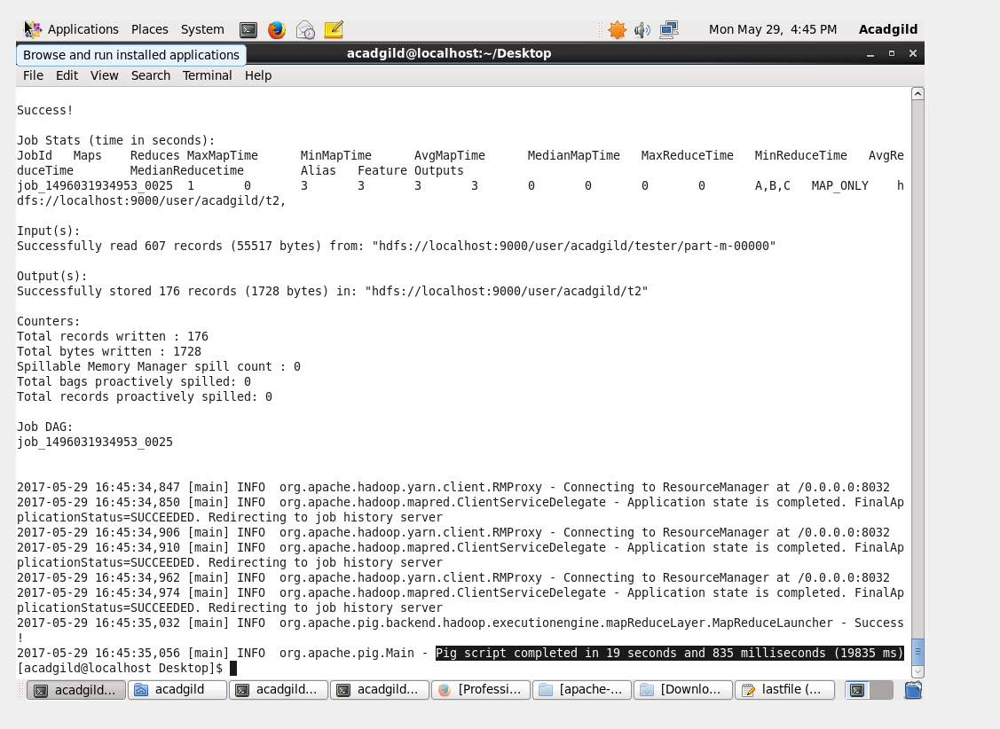 Applications Places System Mon May 29, 4:45 PM Acadgild
Browse and run installed applications
acadgild@localhost:~/Desktop
File Edit View Search Terminal Help
Success!
Job Stats (time in seconds):
JobId Maps Reduces MaxMapTime MinMapTime AvgMapTime MedianMapTime MaxReduceTime MinReduceTime AvgRe
duceTime MedianReducetime Alias Feature Outputs
job_1496031934953_0025 1 0 3 3 3 3 0 0 0 0 A,B,C MAP_ONLY h
dfs://localhost:9000/user/acadgild/t2,
Input(s):
Successfully read 607 records (55517 bytes) from: "hdfs://localhost:9000/user/acadgild/tester/part-m-00000"
Output(s):
Successfully stored 176 records (1728 bytes) in: "hdfs://localhost:9000/user/acadgild/t2"
Counters:
Total records written : 176
Total bytes written : 1728
Spillable Memory Manager spill count : 0
Total bags proactively spilled: 0
Total records proactively spilled: 0
Job DAG:
job_1496031934953_0025
2017-05-29 16:45:34,847 [main] INFO  org.apache.hadoop.yarn.client.RMProxy - Connecting to ResourceManager at /0.0.0.0:8032
2017-05-29 16:45:34,850 [main] INFO  org.apache.hadoop.mapred.ClientServiceDelegate - Application state is completed. FinalAp
plicationStatus=SUCCEEDED. Redirecting to job history server
2017-05-29 16:45:34,906 [main] INFO  org.apache.hadoop.yarn.client.RMProxy - Connecting to ResourceManager at /0.0.0.0:8032
2017-05-29 16:45:34,910 [main] INFO  org.apache.hadoop.mapred.ClientServiceDelegate - Application state is completed. FinalAp
plicationStatus=SUCCEEDED. Redirecting to job history server
2017-05-29 16:45:34,962 [main] INFO  org.apache.hadoop.yarn.client.RMProxy - Connecting to ResourceManager at /0.0.0.0:8032
2017-05-29 16:45:34,974 [main] INFO  org.apache.hadoop.mapred.ClientServiceDelegate - Application state is completed. FinalAp
plicationStatus=SUCCEEDED. Redirecting to job history server
2017-05-29 16:45:35,032 [main] INFO  org.apache.pig.backend.hadoop.executionengine.mapReduceLayer.MapReduceLauncher - Success
!
2017-05-29 16:45:35,056 [main] INFO  org.apache.pig.Main - Pig script completed in 19 seconds and 835 milliseconds (19835 ms)
[acadgild@localhost Desktop]$
acadgild... acadgild acadgild... acadgild... [Professi... [apache-... [Downlo... lastfile (...